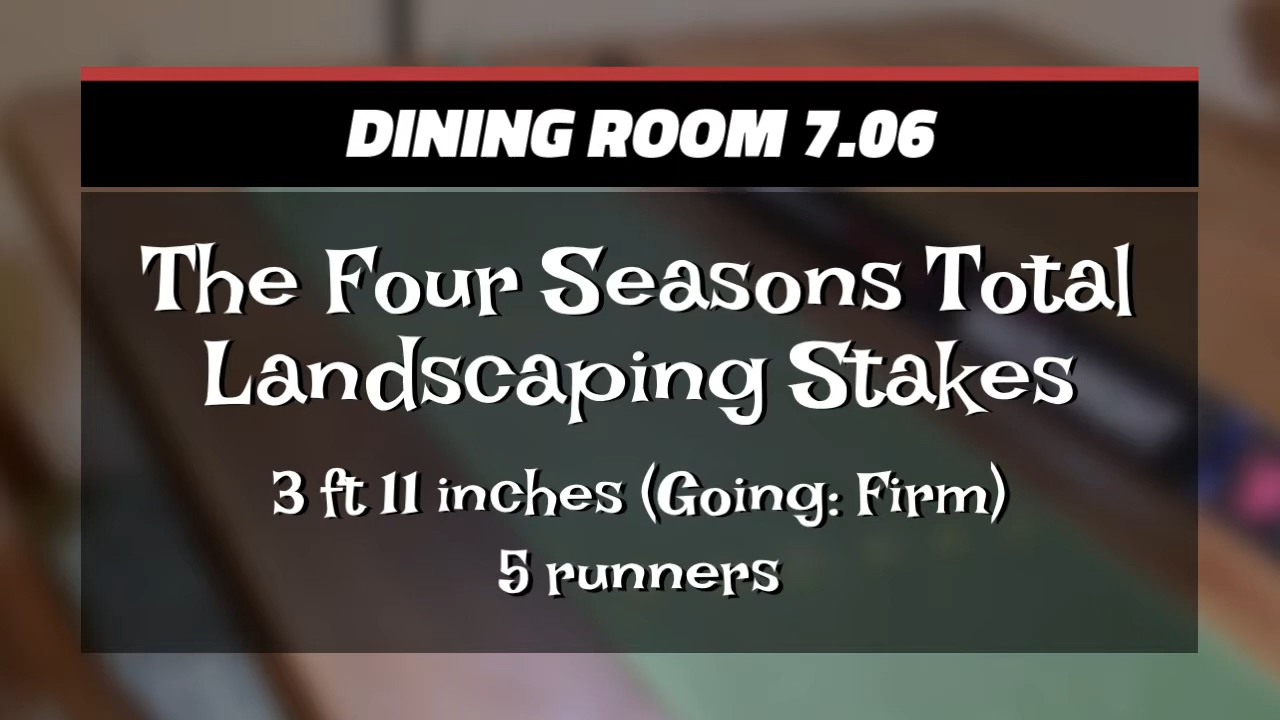 DINING ROOM 7.06
The Four Seasons Total
Landscaping Stakes
3 ft 11 inches (Going: Firm)
5 runners